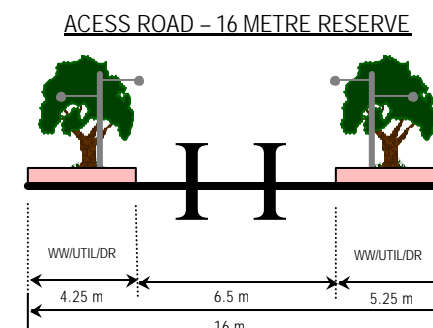 ACESS ROAD – 16 METRE RESERVE
WW/UTIL/DR WW/UTIL/DR
4.25 m 6.5 m 5.25 m
16 m